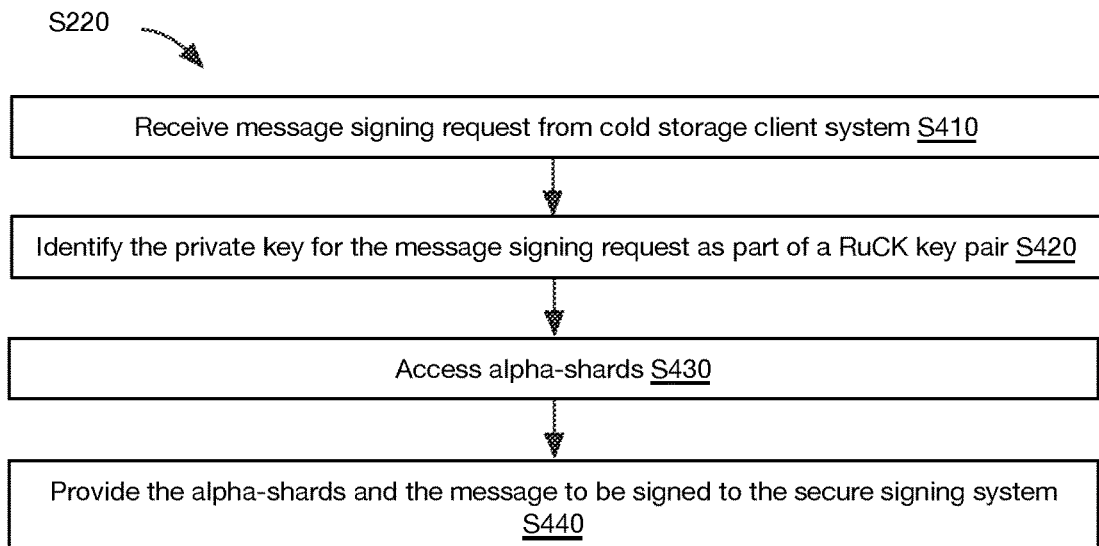 S220
Receive message signing request from cold storage client system S410
Identify the private key for the message signing request as part of a RuCK key pair S420
Access alpha-shards S430
Provide the alpha-shards and the message to be signed to the secure signing system
S440